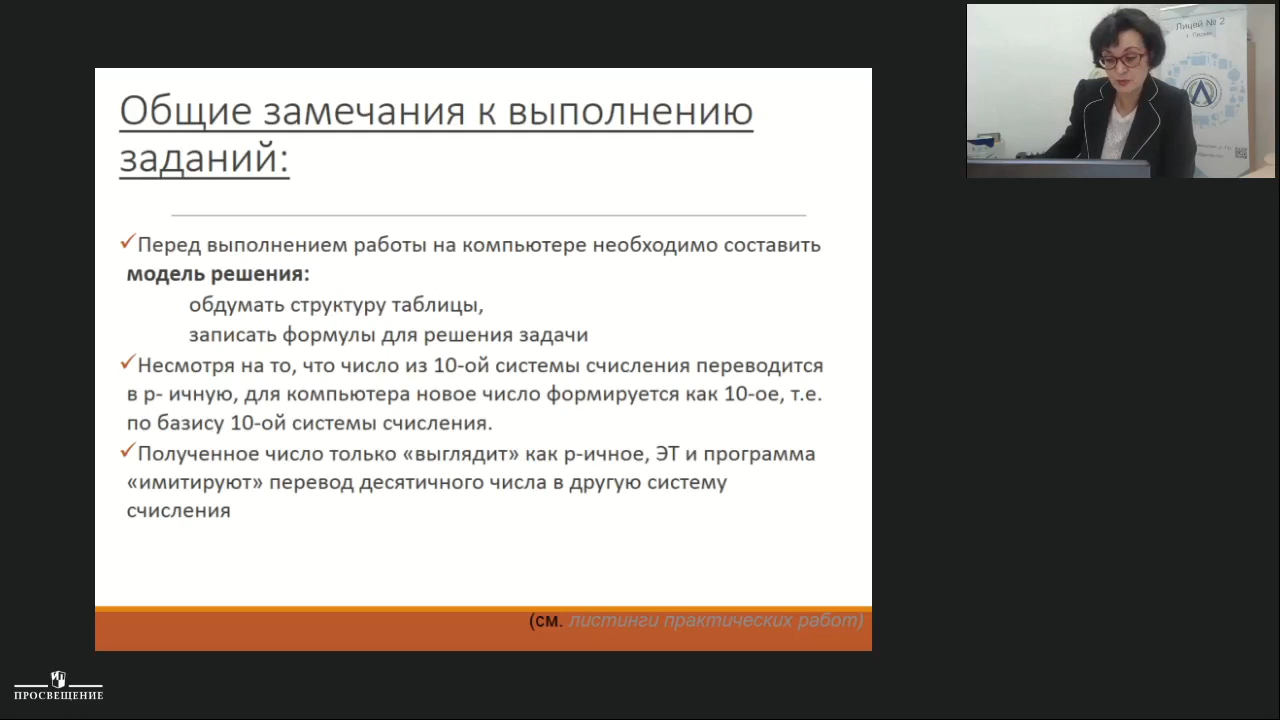 Общие замечания к выполнению
заданий:
Перед выполнением работы на компьютере необходимо составить
модель решения:
обдумать структуру таблицы,
записать формулы для решения задачи
Несмотря на то, что число из 10-ой системы счисления переводится
в р- ичную, для компьютера новое число формируется как 10-ое, т.е.
по базису 10-ой системы счисления.
Полученное число только «выглядит» как р-ичное, ЭТ и программа
«имитируют» перевод десятичного числа в другую систему
счисления
(см. листинги практических работ)
ПРОСВЕЩЕНИЕ
Лицей № 2